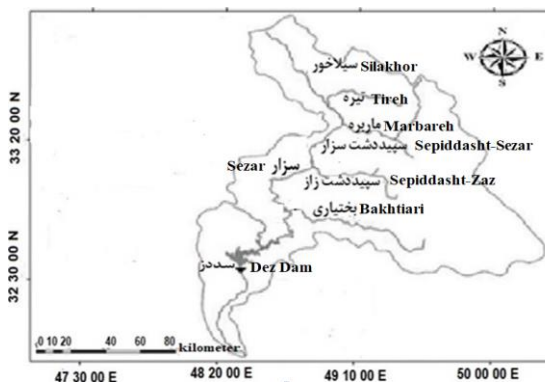 سیلاخور Silakhor
N
W E
S
تیره Tireh
ماربره Marbareh
33 20 00 N
سپیددشت سزار Sepiddasht-Sezar
Sezar سزار
سپیددشت زاز Sepiddasht-Zaz
بختیاری Bakhtiari
32 30 00 N
سد دز Dez Dam
0 10 20 40 60 80 kilometer
47 30 00 E 48 20 00 E 49 10 00 E 50 00 00 E